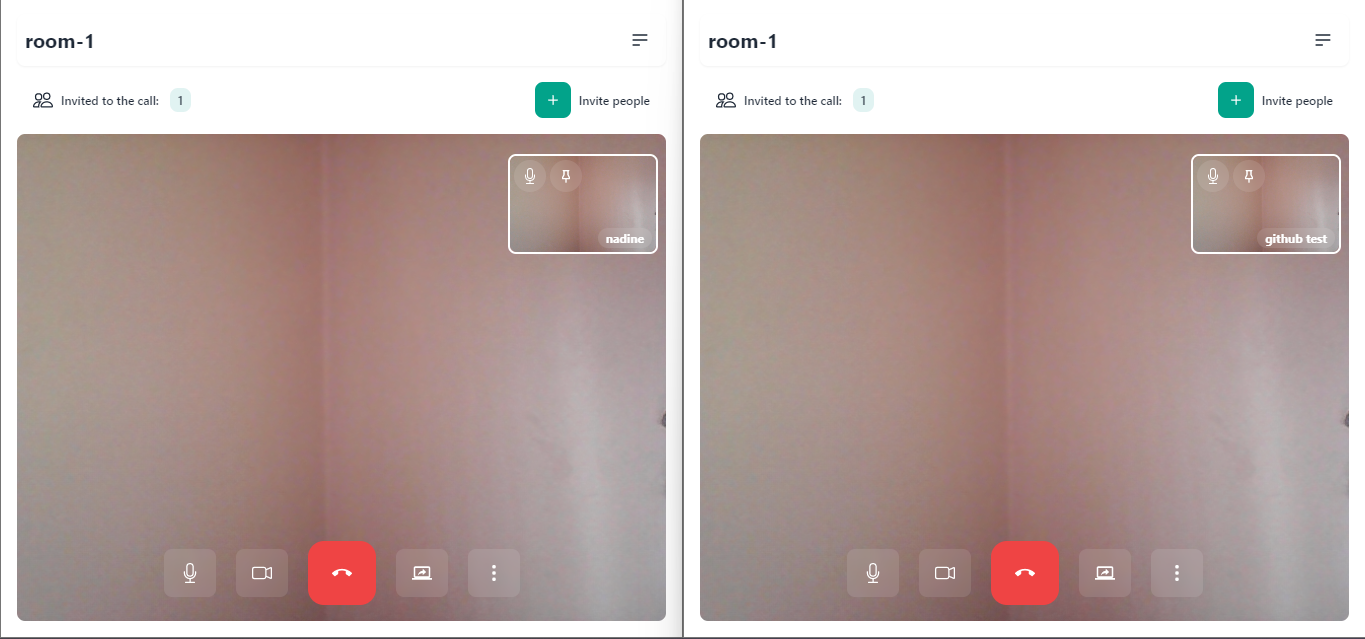 room-1
Invited to the call: 1
Invite people
nadine
room-1
Invited to the call: 1
Invite people
github test